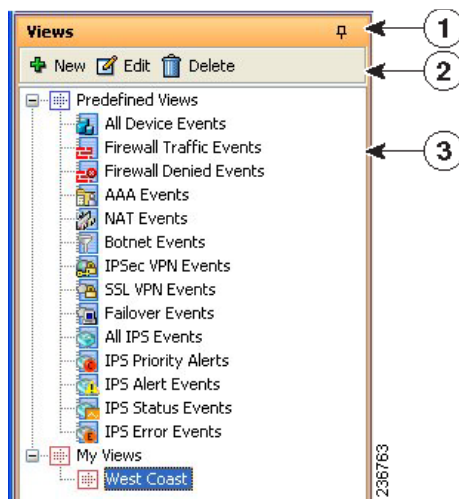 Views
1
New Edit Delete
2
Predefined Views
All Device Events
Firewall Traffic Events
3
Firewall Denied Events
AAA Events
NAT Events
Botnet Events
IPSec VPN Events
SSL VPN Events
Failover Events
All IPS Events
IPS Priority Alerts
IPS Alert Events
IPS Status Events
IPS Error Events
My Views
West Coast
236763